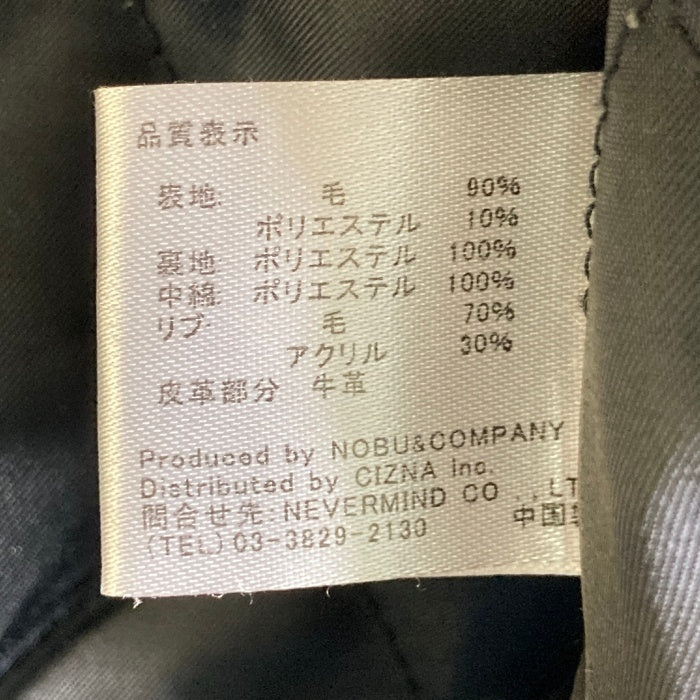 品質表示
表地: 毛 90%
ポリエステル 10%
裏地 ポリエステル 100%
中綿: ポリエステル 100%
リブ: 毛 70%
アクリル 30%
皮革部分 牛革
Produced by NOBU&COMPANY
Distributed by CIZNA Inc.
問合せ先:NEVERMIND CO.,LT
(TEL)03-3829-2130 中国